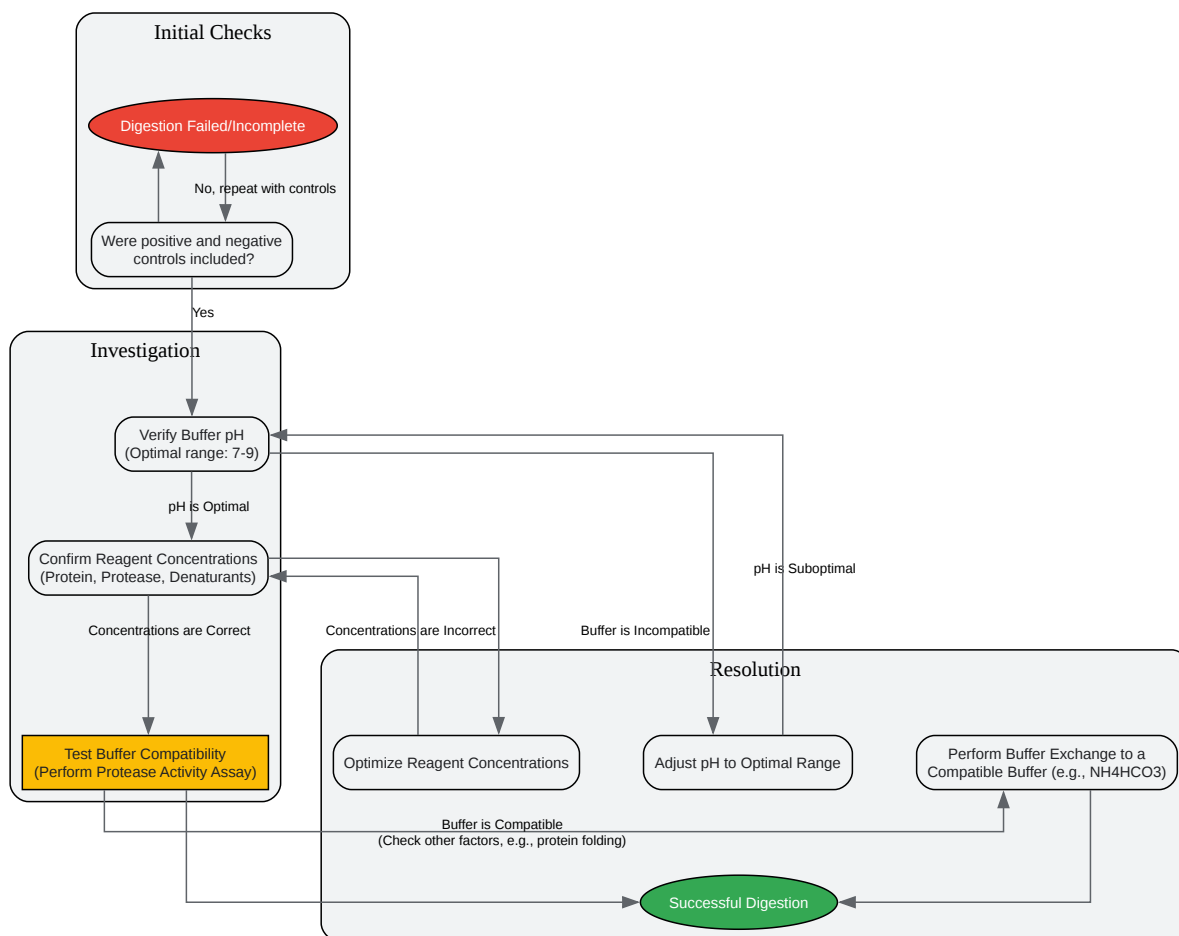 Initial Checks
Digestion Failed/Incomplete
No, repeat with controls
Were positive and negative
controls included?
Yes
Investigation
Verify Buffer pH
(Optimal range: 7-9)
pH is Optimal
Confirm Reagent Concentrations
(Protein, Protease, Denaturants)
pH is Suboptimal
Concentrations are Correct
Concentrations are Incorrect
Buffer is Incompatible
Resolution
Test Buffer Compatibility
(Perform Protease Activity Assay)
Optimize Reagent Concentrations
Adjust pH to Optimal Range
Perform Buffer Exchange to a
Compatible Buffer (e.g., NH4HCO3)
Buffer is Compatible
(Check other factors, e.g., protein folding)
Successful Digestion